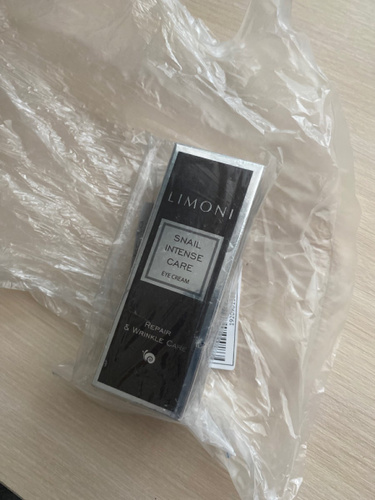 LIMONI
SNAIL
INTENSE
CARE
EYE CREAM
REPAIR
& WRINKLE CARE